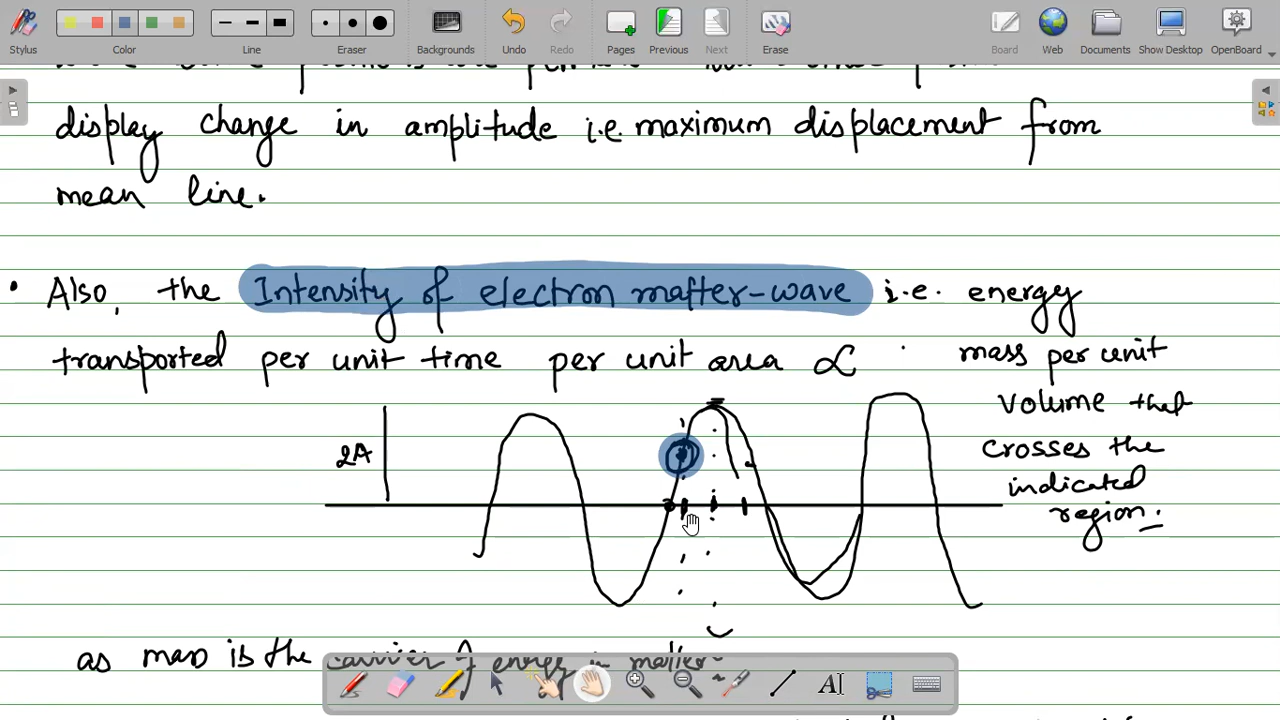 Stylus
Color
Line
Eraser
Backgrounds
Undo
Redo
Pages
Previous
Next
Erase
Board
Web
Documents
Show Desktop
OpenBoard
display change in amplitude i.e. maximum displacement from
mean line.
• Also, the Intensity of electron matter-wave i.e. energy
transported per unit time per unit area ∝
mass per unit
volume that
crosses the
indicated
region.
2A
as mass is the carrier of energy in matter